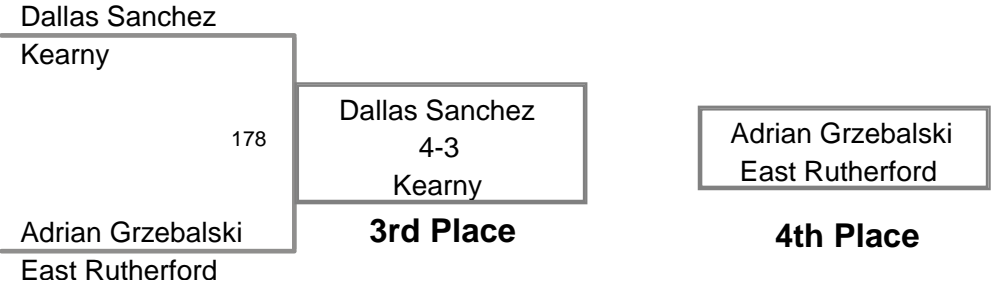 Dallas Sanchez
Kearny
178
Adrian Grzebalski
East Rutherford
Dallas Sanchez
4-3
Kearny
3rd Place
Adrian Grzebalski
East Rutherford
4th Place